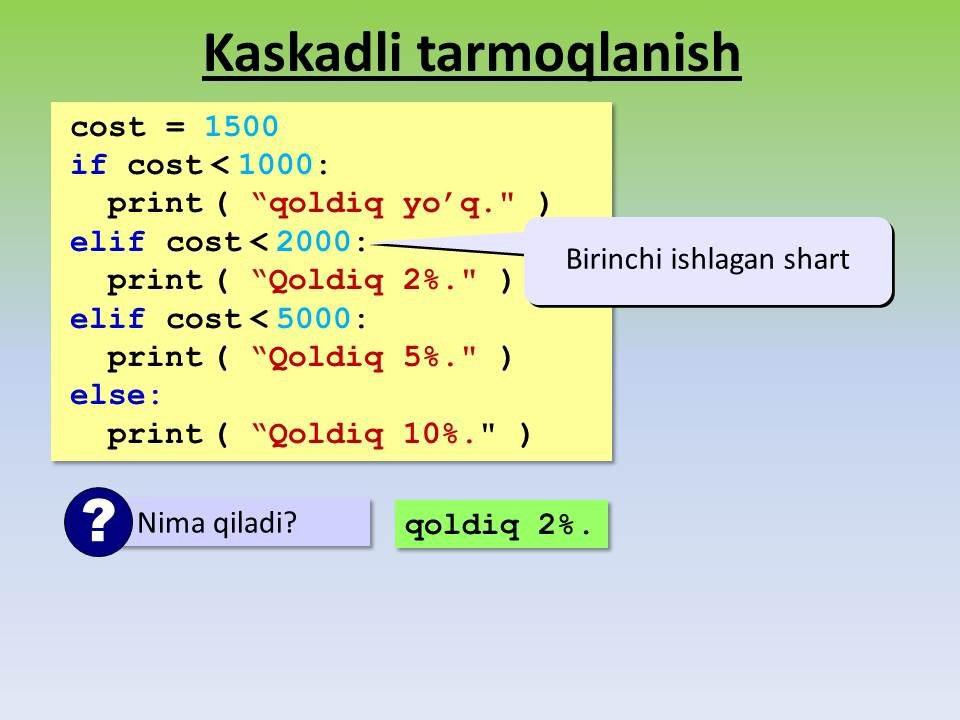 Kaskadli tarmoqlanish
cost = 1500
if cost < 1000:
print ( “qoldiq yo’q." )
elif cost < 2000:
Birinchi ishlagan shart
print ( “Qoldiq 2%." )
elif cost < 5000:
print ( “Qoldiq 5%." )
else:
print ( “Qoldiq 10%." )
? Nima qiladi?
qoldiq 2%.